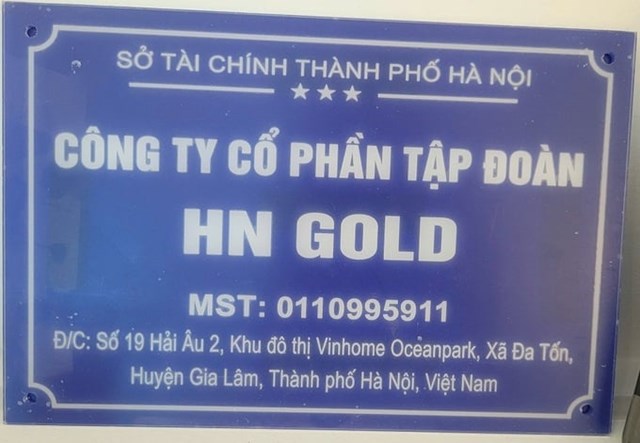 SỞ TÀI CHÍNH THÀNH PHỐ HÀ NỘI
CÔNG TY CỔ PHẦN TẬP ĐOÀN
HN GOLD
MST: 0110995911
Đ/C: Số 19 Hải Âu 2, Khu đô thị Vinhome Oceanpark, Xã Đa Tốn,
Huyện Gia Lâm, Thành phố Hà Nội, Việt Nam